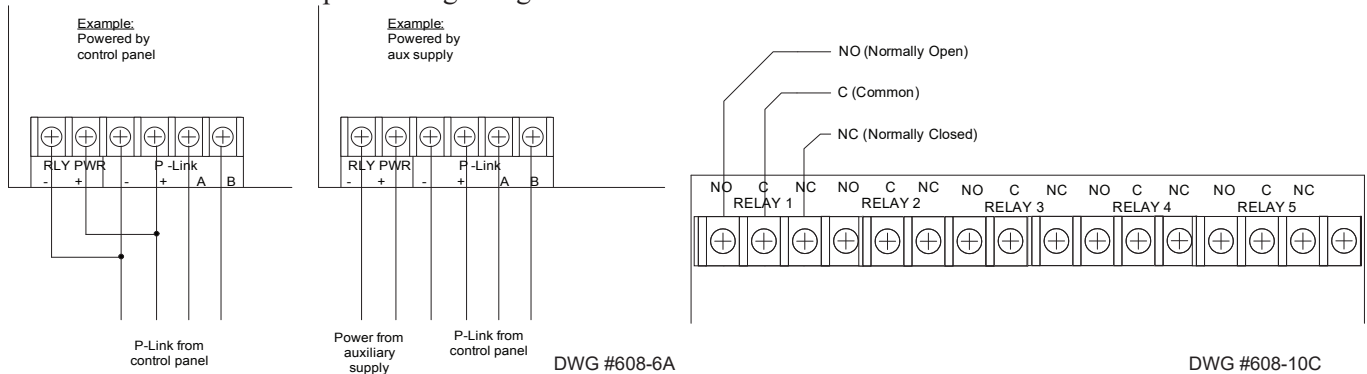 Example:
Powered by
control panel
RLY PWR P -Link
- + - + A B
P-Link from
control panel
Example:
Powered by
aux supply
RLY PWR P -Link
- + - + A B
Power from
auxiliary
supply
P-Link from
control panel
DWG #608-6A
NO (Normally Open)
C (Common)
NC (Normally Closed)
NO C NC NO C NC NO C NC NO C NC NO C NC
RELAY 1 RELAY 2 RELAY 3 RELAY 4 RELAY 5
DWG #608-10C